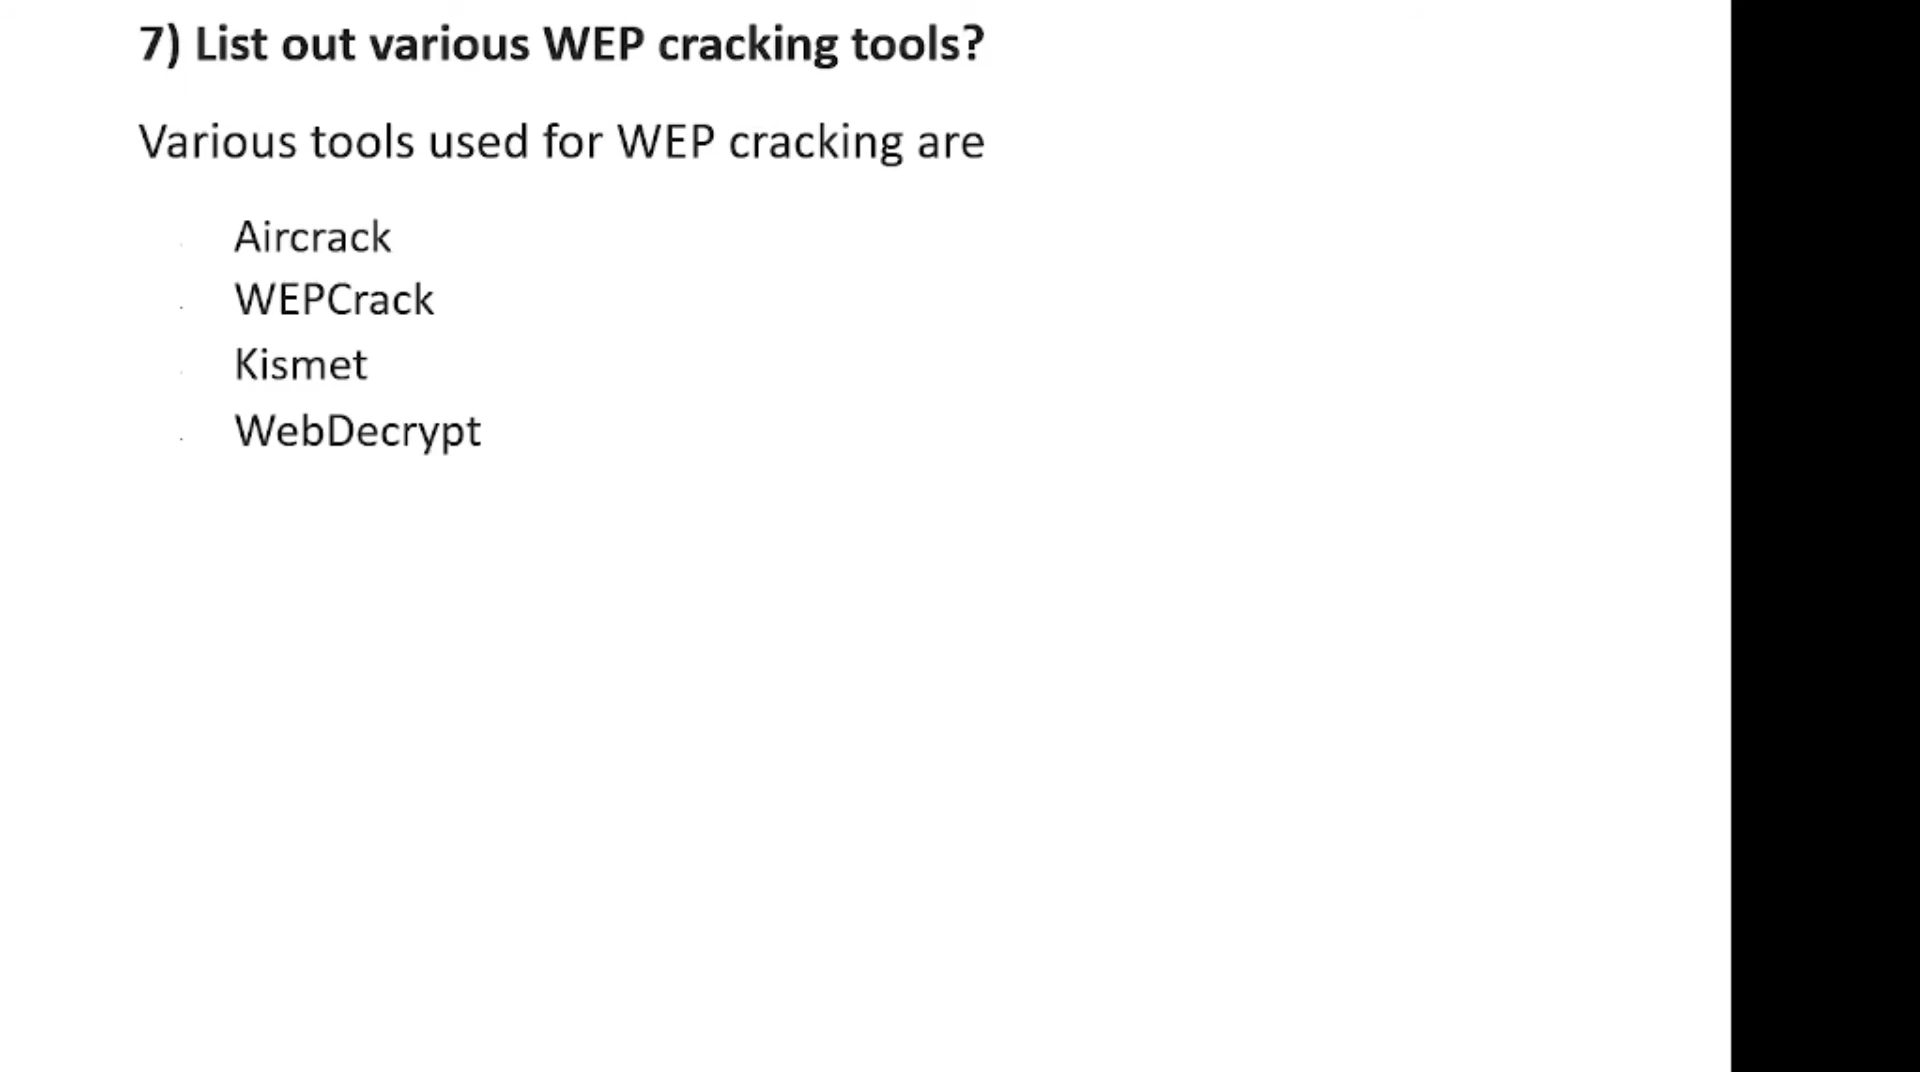 7) List out various WEP cracking tools?
Various tools used for WEP cracking are
Aircrack
WEPCrack
Kismet
WebDecrypt